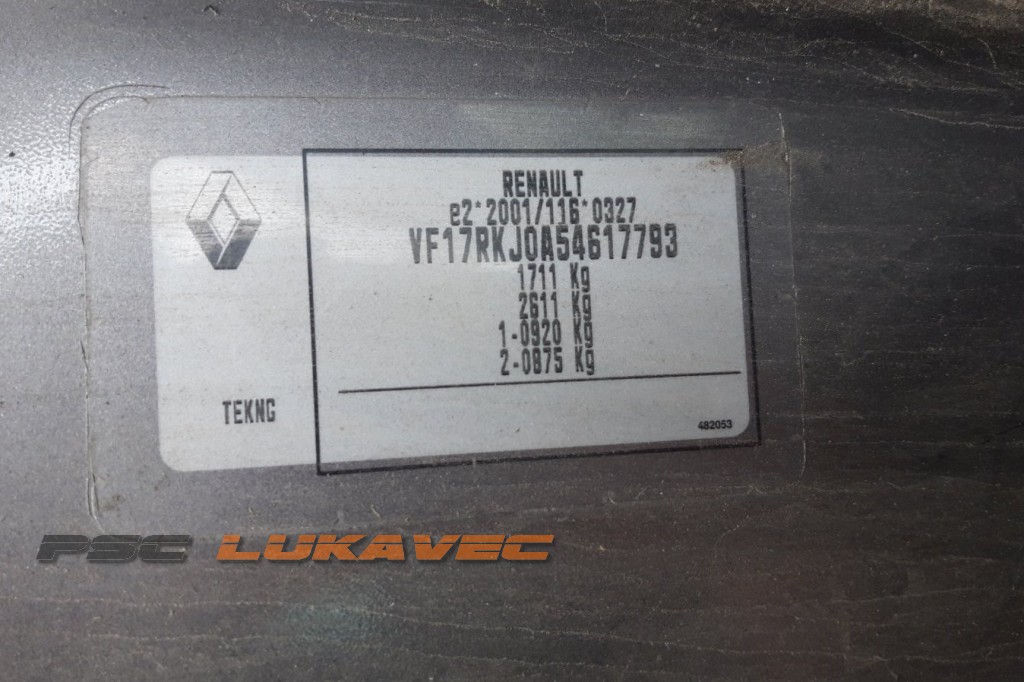 RENAULT
e2*2001/116*0327
VF17RKJ0A54617793
1711 Kg
2611 Kg
1-0920 Kg
2-0875 Kg
TEKNG
482053
PSC LUKAVEC